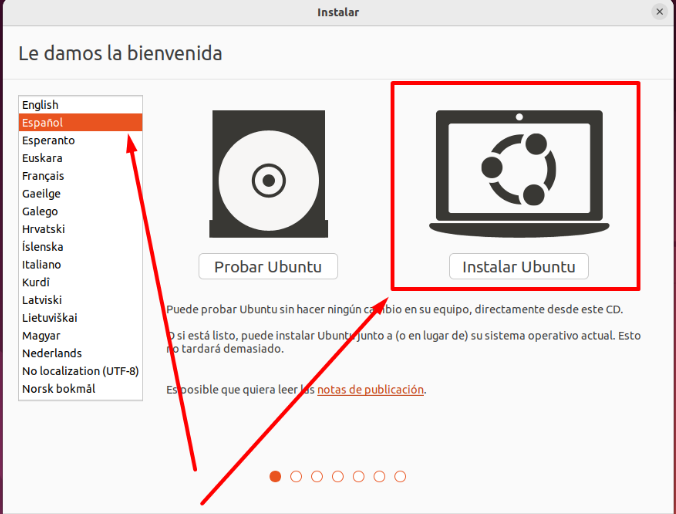 Instalar
Le damos la bienvenida
English
Español
Esperanto
Euskara
Français
Gaeilge
Galego
Hrvatski
Íslenska
Italiano
Kurdî
Latviski
Lietuviškai
Magyar
Nederlands
No localization (UTF-8)
Norsk bokmål
Probar Ubuntu
Instalar Ubuntu
Puede probar Ubuntu sin hacer ningún cambio en su equipo, directamente desde este CD.
O si está listo, puede instalar Ubuntu junto a (o en lugar de) su sistema operativo actual. Esto
no tardará demasiado.
Es posible que quiera leer las notas de publicación.